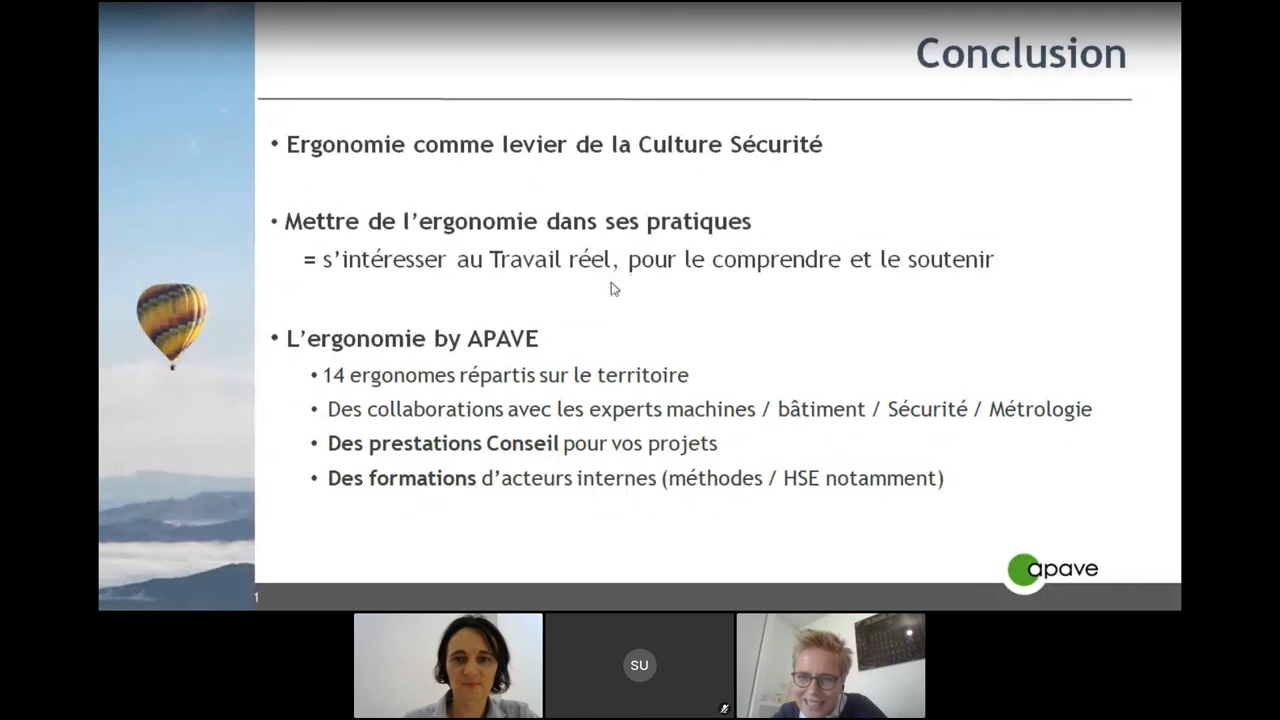 Conclusion
• Ergonomie comme levier de la Culture Sécurité
• Mettre de l’ergonomie dans ses pratiques
= s’intéresser au Travail réel, pour le comprendre et le soutenir
• L’ergonomie by APAVE
• 14 ergonomes répartis sur le territoire
• Des collaborations avec les experts machines / bâtiment / Sécurité / Métrologie
• Des prestations Conseil pour vos projets
• Des formations d’acteurs internes (méthodes / HSE notamment)
apave
1
SU